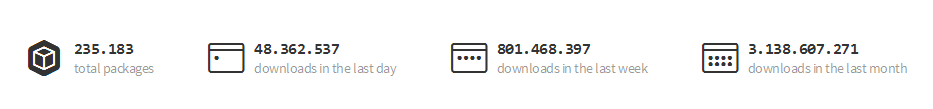 235.183
total packages
48.362.537
downloads in the last day
801.468.397
downloads in the last week
3.138.607.271
downloads in the last month